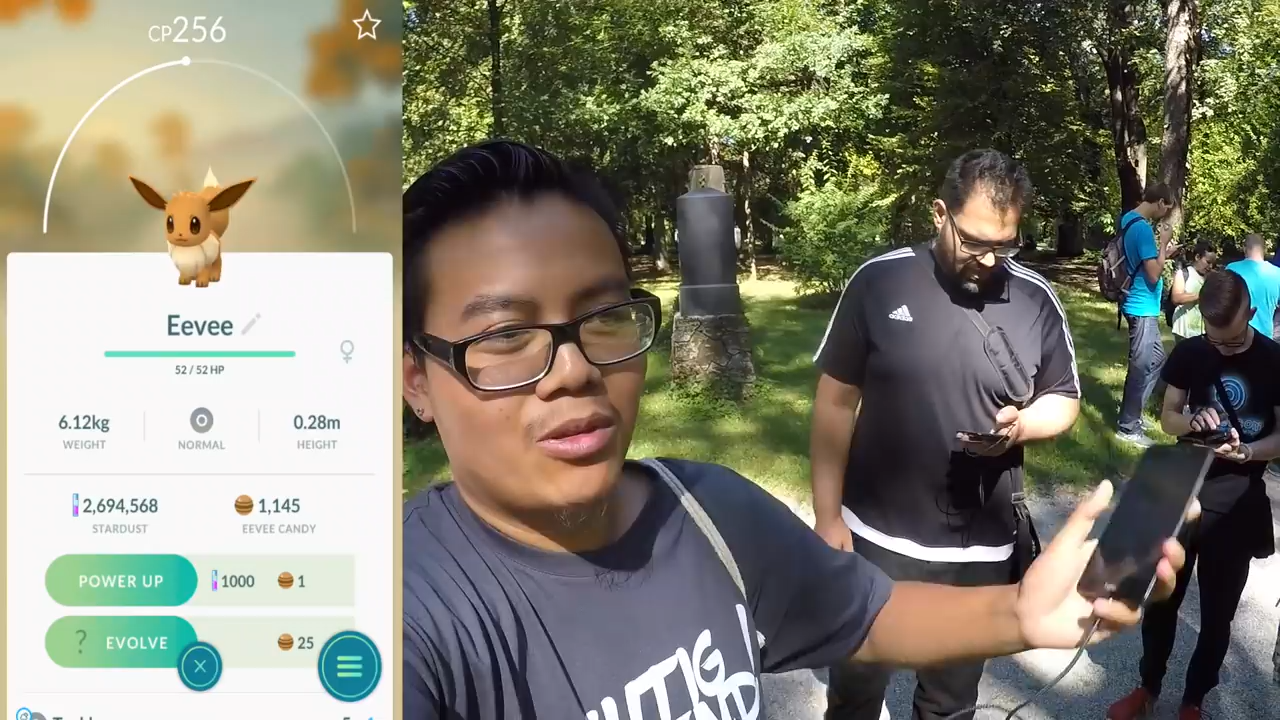 CP256
Eevee
52 / 52 HP
6.12kg
WEIGHT
NORMAL
0.28m
HEIGHT
2,694,568
STARDUST
1,145
EEVEE CANDY
POWER UP
1000
1
? EVOLVE
25
adidas